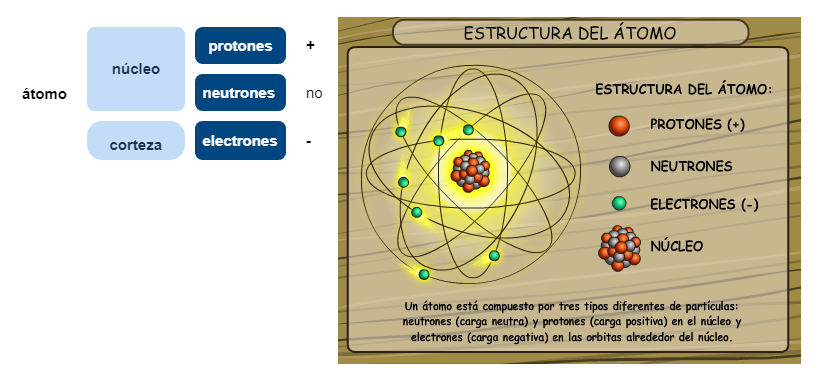 átomo
núcleo
protones
+
neutrones
no
corteza
electrones
-
ESTRUCTURA DEL ÁTOMO
ESTRUCTURA DEL ÁTOMO:
PROTONES (+)
NEUTRONES
ELECTRONES (-)
NÚCLEO
Un átomo está compuesto por tres tipos diferentes de partículas:
neutrones (carga neutra) y protones (carga positiva) en el núcleo y
electrones (carga negativa) en las orbitas alrededor del núcleo.